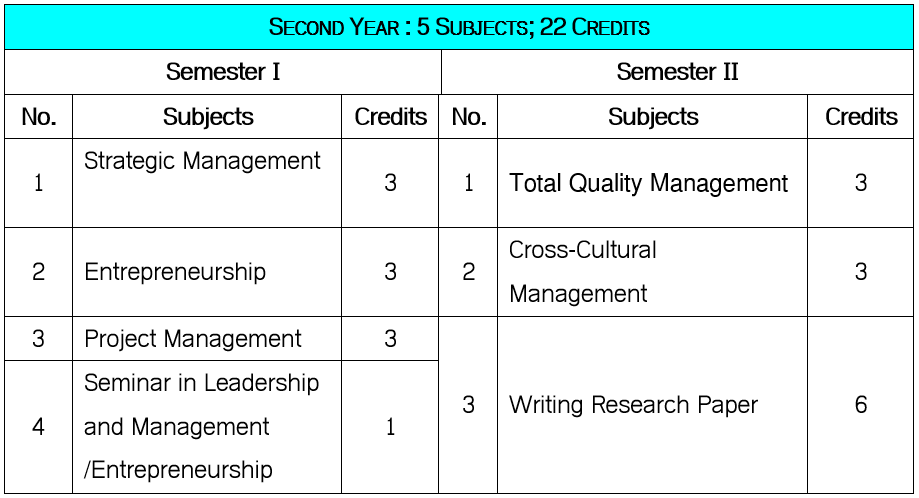 SECOND YEAR : 5 SUBJECTS; 22 CREDITS
Semester I Semester II
No. Subjects Credits No. Subjects Credits
1 Strategic Management 3 1 Total Quality Management 3
2 Entrepreneurship 3 2 Cross-Cultural
Management 3
3 Project Management 3
4 Seminar in Leadership
and Management
/Entrepreneurship 1
3 Writing Research Paper 6